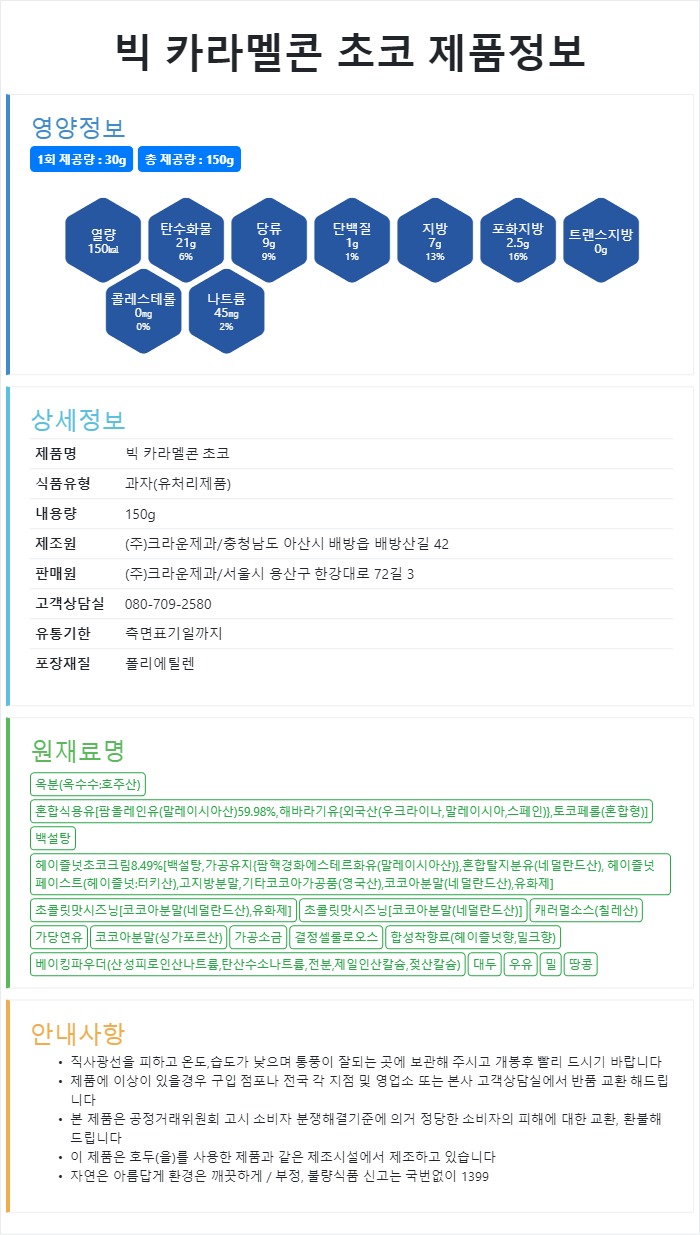 빅 카라멜콘 초코 제품정보
영양정보
1회 제공량 : 30g 총 제공량 : 150g
열량
150㎉
탄수화물
21g
6%
당류
9g
9%
단백질
1g
1%
지방
7g
13%
포화지방
2.5g
16%
트랜스지방
0g
콜레스테롤
0㎎
0%
나트륨
45㎎
2%
상세정보
제품명 빅 카라멜콘 초코
식품유형 과자(유처리제품)
내용량 150g
제조원 (주)크라운제과/충청남도 아산시 배방읍 배방산길 42
판매원 (주)크라운제과/서울시 용산구 한강대로 72길 3
고객상담실 080-709-2580
유통기한 측면표기일까지
포장재질 폴리에틸렌
원재료명
옥분(옥수수:호주산)
혼합식용유[팜올레인유(말레이시아산)59.98%,해바라기유{외국산(우크라이나,말레이시아,스페인)},토코페롤(혼합형)]
백설탕
헤이즐넛초코크림8.49%[백설탕,가공유지{팜핵경화에스테르화유(말레이시아산)},혼합탈지분유(네덜란드산), 헤이즐넛
페이스트(헤이즐넛:터키산),고지방분말,기타코코아가공품(영국산),코코아분말(네덜란드산),유화제]
초콜릿맛시즈닝[코코아분말(네덜란드산),유화제] 초콜릿맛시즈닝[코코아분말(네덜란드산)] 캐러멀소스(칠레산)
가당연유 코코아분말(싱가포르산) 가공소금 결정셀룰로오스 합성착향료(헤이즐넛향,밀크향)
베이킹파우더(산성피로인산나트륨,탄산수소나트륨,전분,제일인산칼슘,젖산칼슘) 대두 우유 밀 땅콩
안내사항
• 직사광선을 피하고 온도,습도가 낮으며 통풍이 잘되는 곳에 보관해 주시고 개봉후 빨리 드시기 바랍니다
• 제품에 이상이 있을경우 구입 점포나 전국 각 지점 및 영업소 또는 본사 고객상담실에서 반품 교환 해드립
니다
• 본 제품은 공정거래위원회 고시 소비자 분쟁해결기준에 의거 정당한 소비자의 피해에 대한 교환, 환불해
드립니다
• 이 제품은 호두(을)를 사용한 제품과 같은 제조시설에서 제조하고 있습니다
• 자연은 아름답게 환경은 깨끗하게 / 부정, 불량식품 신고는 국번없이 1399